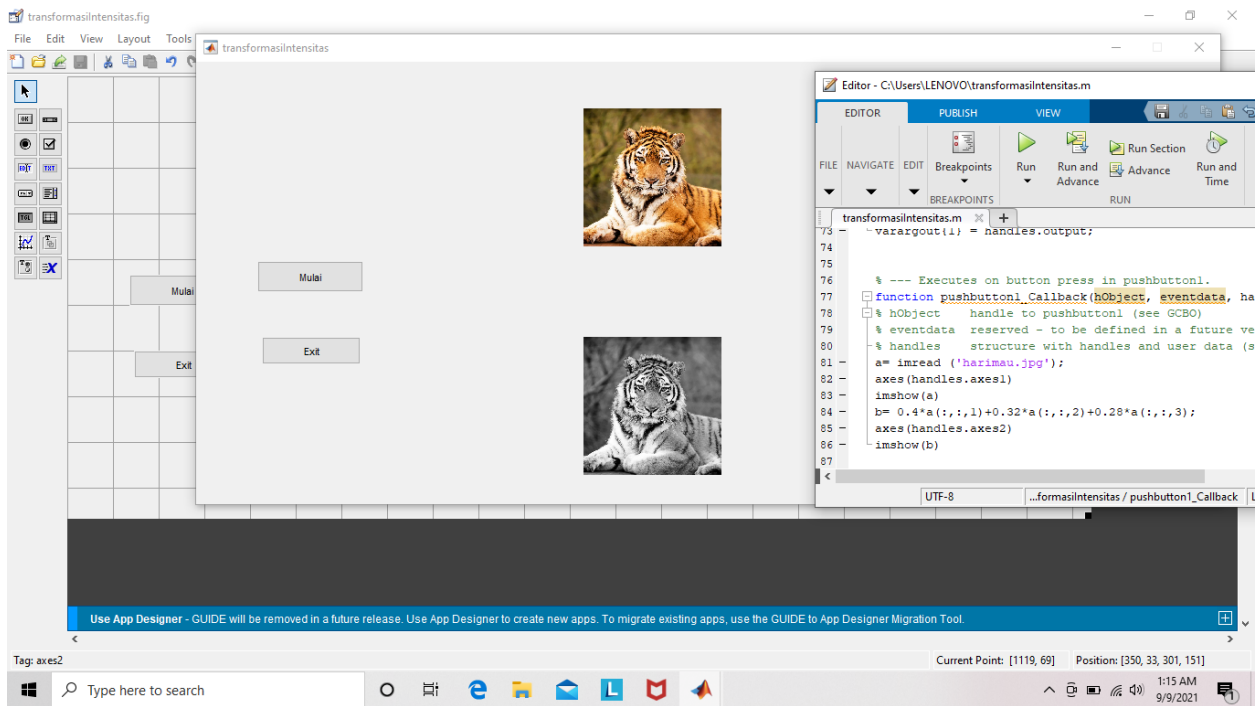 transformasiIntensitas.fig
File Edit View Layout Tools
transformasiIntensitas
Mulai
Exit
Mulai
Exit
Editor - C:\Users\LENOVO\transformasiIntensitas.m
EDITOR PUBLISH VIEW
FILE NAVIGATE EDIT Breakpoints Run Run and Advance Run Section Advance Run and Time
BREAKPOINTS RUN
transformasiIntensitas.m
73 varargout{1} = handles.output;
74
75
76 % --- Executes on button press in pushbutton1.
77 function pushbutton1_Callback(hObject, eventdata, ha
78 % hObject handle to pushbutton1 (see GCBO)
79 % eventdata reserved - to be defined in a future ve
80 % handles structure with handles and user data (s
81 a= imread ('harimau.jpg');
82 axes(handles.axes1)
83 imshow(a)
84 b= 0.4*a(:,:,1)+0.32*a(:,:,2)+0.28*a(:,:,3);
85 axes(handles.axes2)
86 imshow(b)
87
UTF-8 ...formasiIntensitas / pushbutton1_Callback
Use App Designer - GUIDE will be removed in a future release. Use App Designer to create new apps. To migrate existing apps, use the GUIDE to App Designer Migration Tool.
Tag: axes2 Current Point: [1119, 69] Position: [350, 33, 301, 151]
Type here to search
1:15 AM
9/9/2021